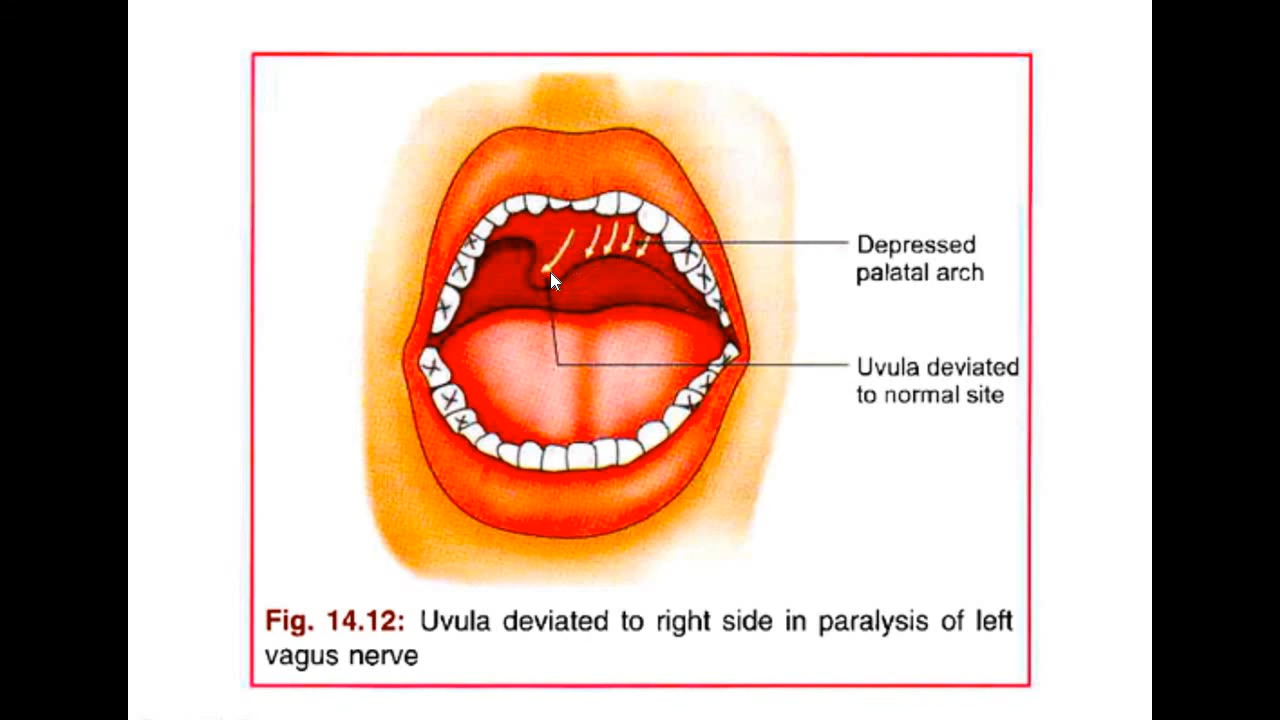 Depressed
palatal arch
Uvula deviated
to normal site
Fig. 14.12: Uvula deviated to right side in paralysis of left
vagus nerve